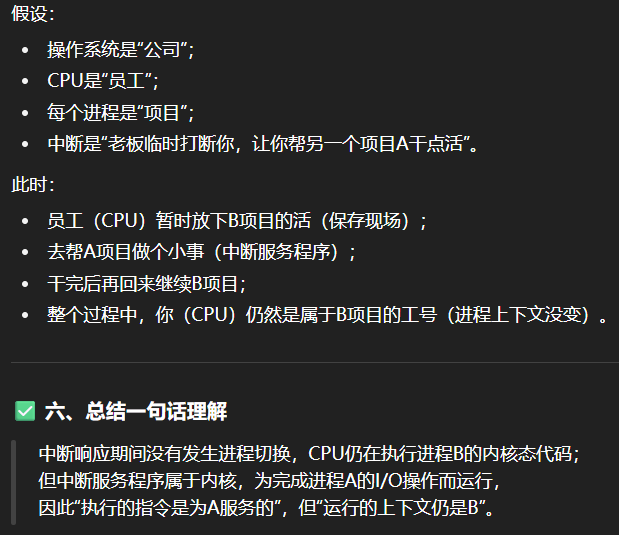 假设：
• 操作系统是“公司”；
• CPU是“员工”；
• 每个进程是“项目”；
• 中断是“老板临时打断你，让你帮另一个项目A干点活”。
此时：
• 员工（CPU）暂时放下B项目的活（保存现场）；
• 去帮A项目做个小事（中断服务程序）；
• 干完后再回来继续B项目；
• 整个过程中，你（CPU）仍然是属于B项目的工号（进程上下文没变）。
✅ 六、总结一句话理解
中断响应期间没有发生进程切换，CPU仍在执行进程B的内核态代码；
但中断服务程序属于内核，为完成进程A的I/O操作而运行，
因此“执行的指令是为A服务的”，但“运行的上下文仍是B”。